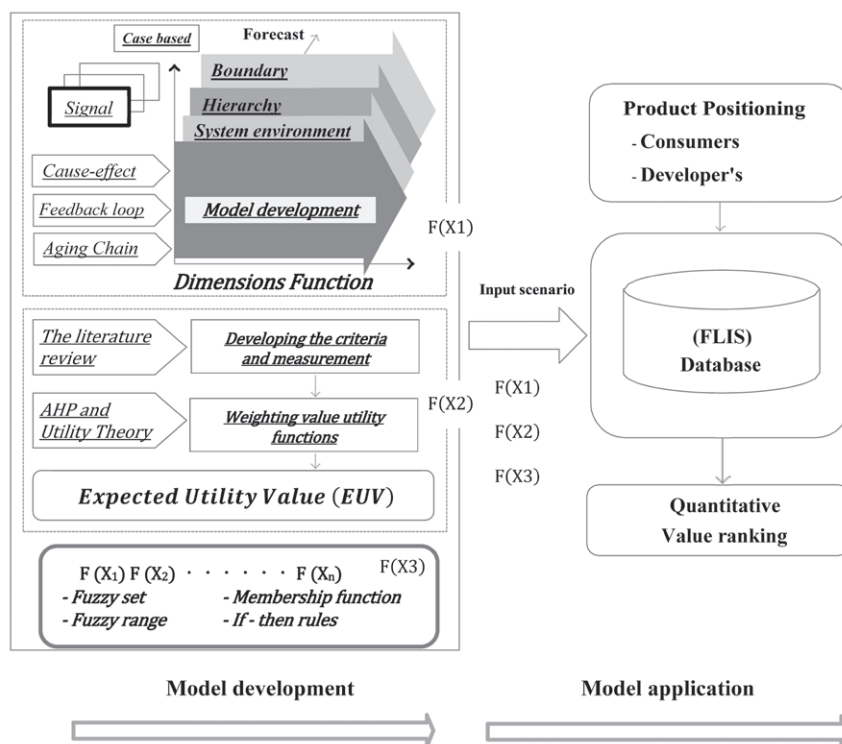 Case based
Forecast
Boundary
Signal
Hierarchy
System environment
Cause-effect
Feedback loop
Model development
Aging Chain
F(X1)
Dimensions Function
The literature
review
Developing the criteria
and measurement
AHP and
Utility Theory
Weighting value utility
functions
F(X2)
Expected Utility Value (EUV)
F (X₁) F (X₂) · · · · · · F (Xₙ)
F(X3)
- Fuzzy set
- Membership function
- Fuzzy range
- If - then rules
Input scenario
F(X1)
F(X2)
F(X3)
Product Positioning
- Consumers
- Developer's
(FLIS)
Database
Quantitative
Value ranking
Model development
Model application